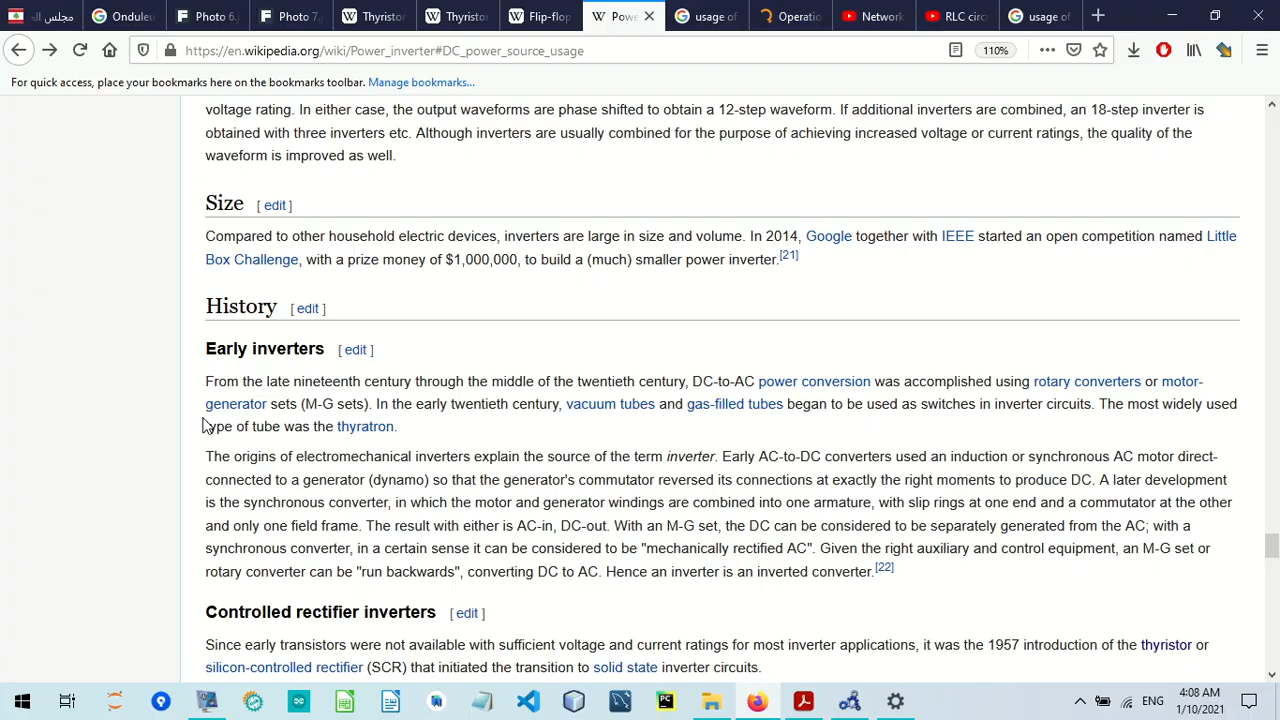 مجلس الـ
Onduleu
Photo 6.
Photo 7.
Thyristor
Thyristo
Flip-flop
Powe
usage of
Operatio
Network
RLC circ
usage of
https://en.wikipedia.org/wiki/Power_inverter#DC_power_source_usage
110%
For quick access, place your bookmarks here on the bookmarks toolbar. Manage bookmarks...
voltage rating. In either case, the output waveforms are phase shifted to obtain a 12-step waveform. If additional inverters are combined, an 18-step inverter is
obtained with three inverters etc. Although inverters are usually combined for the purpose of achieving increased voltage or current ratings, the quality of the
waveform is improved as well.
Size [ edit ]
Compared to other household electric devices, inverters are large in size and volume. In 2014, Google together with IEEE started an open competition named Little
Box Challenge, with a prize money of $1,000,000, to build a (much) smaller power inverter.[21]
History [ edit ]
Early inverters [ edit ]
From the late nineteenth century through the middle of the twentieth century, DC-to-AC power conversion was accomplished using rotary converters or motor-
generator sets (M-G sets). In the early twentieth century, vacuum tubes and gas-filled tubes began to be used as switches in inverter circuits. The most widely used
type of tube was the thyratron.
The origins of electromechanical inverters explain the source of the term inverter. Early AC-to-DC converters used an induction or synchronous AC motor direct-
connected to a generator (dynamo) so that the generator's commutator reversed its connections at exactly the right moments to produce DC. A later development
is the synchronous converter, in which the motor and generator windings are combined into one armature, with slip rings at one end and a commutator at the other
and only one field frame. The result with either is AC-in, DC-out. With an M-G set, the DC can be considered to be separately generated from the AC; with a
synchronous converter, in a certain sense it can be considered to be "mechanically rectified AC". Given the right auxiliary and control equipment, an M-G set or
rotary converter can be "run backwards", converting DC to AC. Hence an inverter is an inverted converter.[22]
Controlled rectifier inverters [ edit ]
Since early transistors were not available with sufficient voltage and current ratings for most inverter applications, it was the 1957 introduction of the thyristor or
silicon-controlled rectifier (SCR) that initiated the transition to solid state inverter circuits.
ENG
4:08 AM
1/10/2021